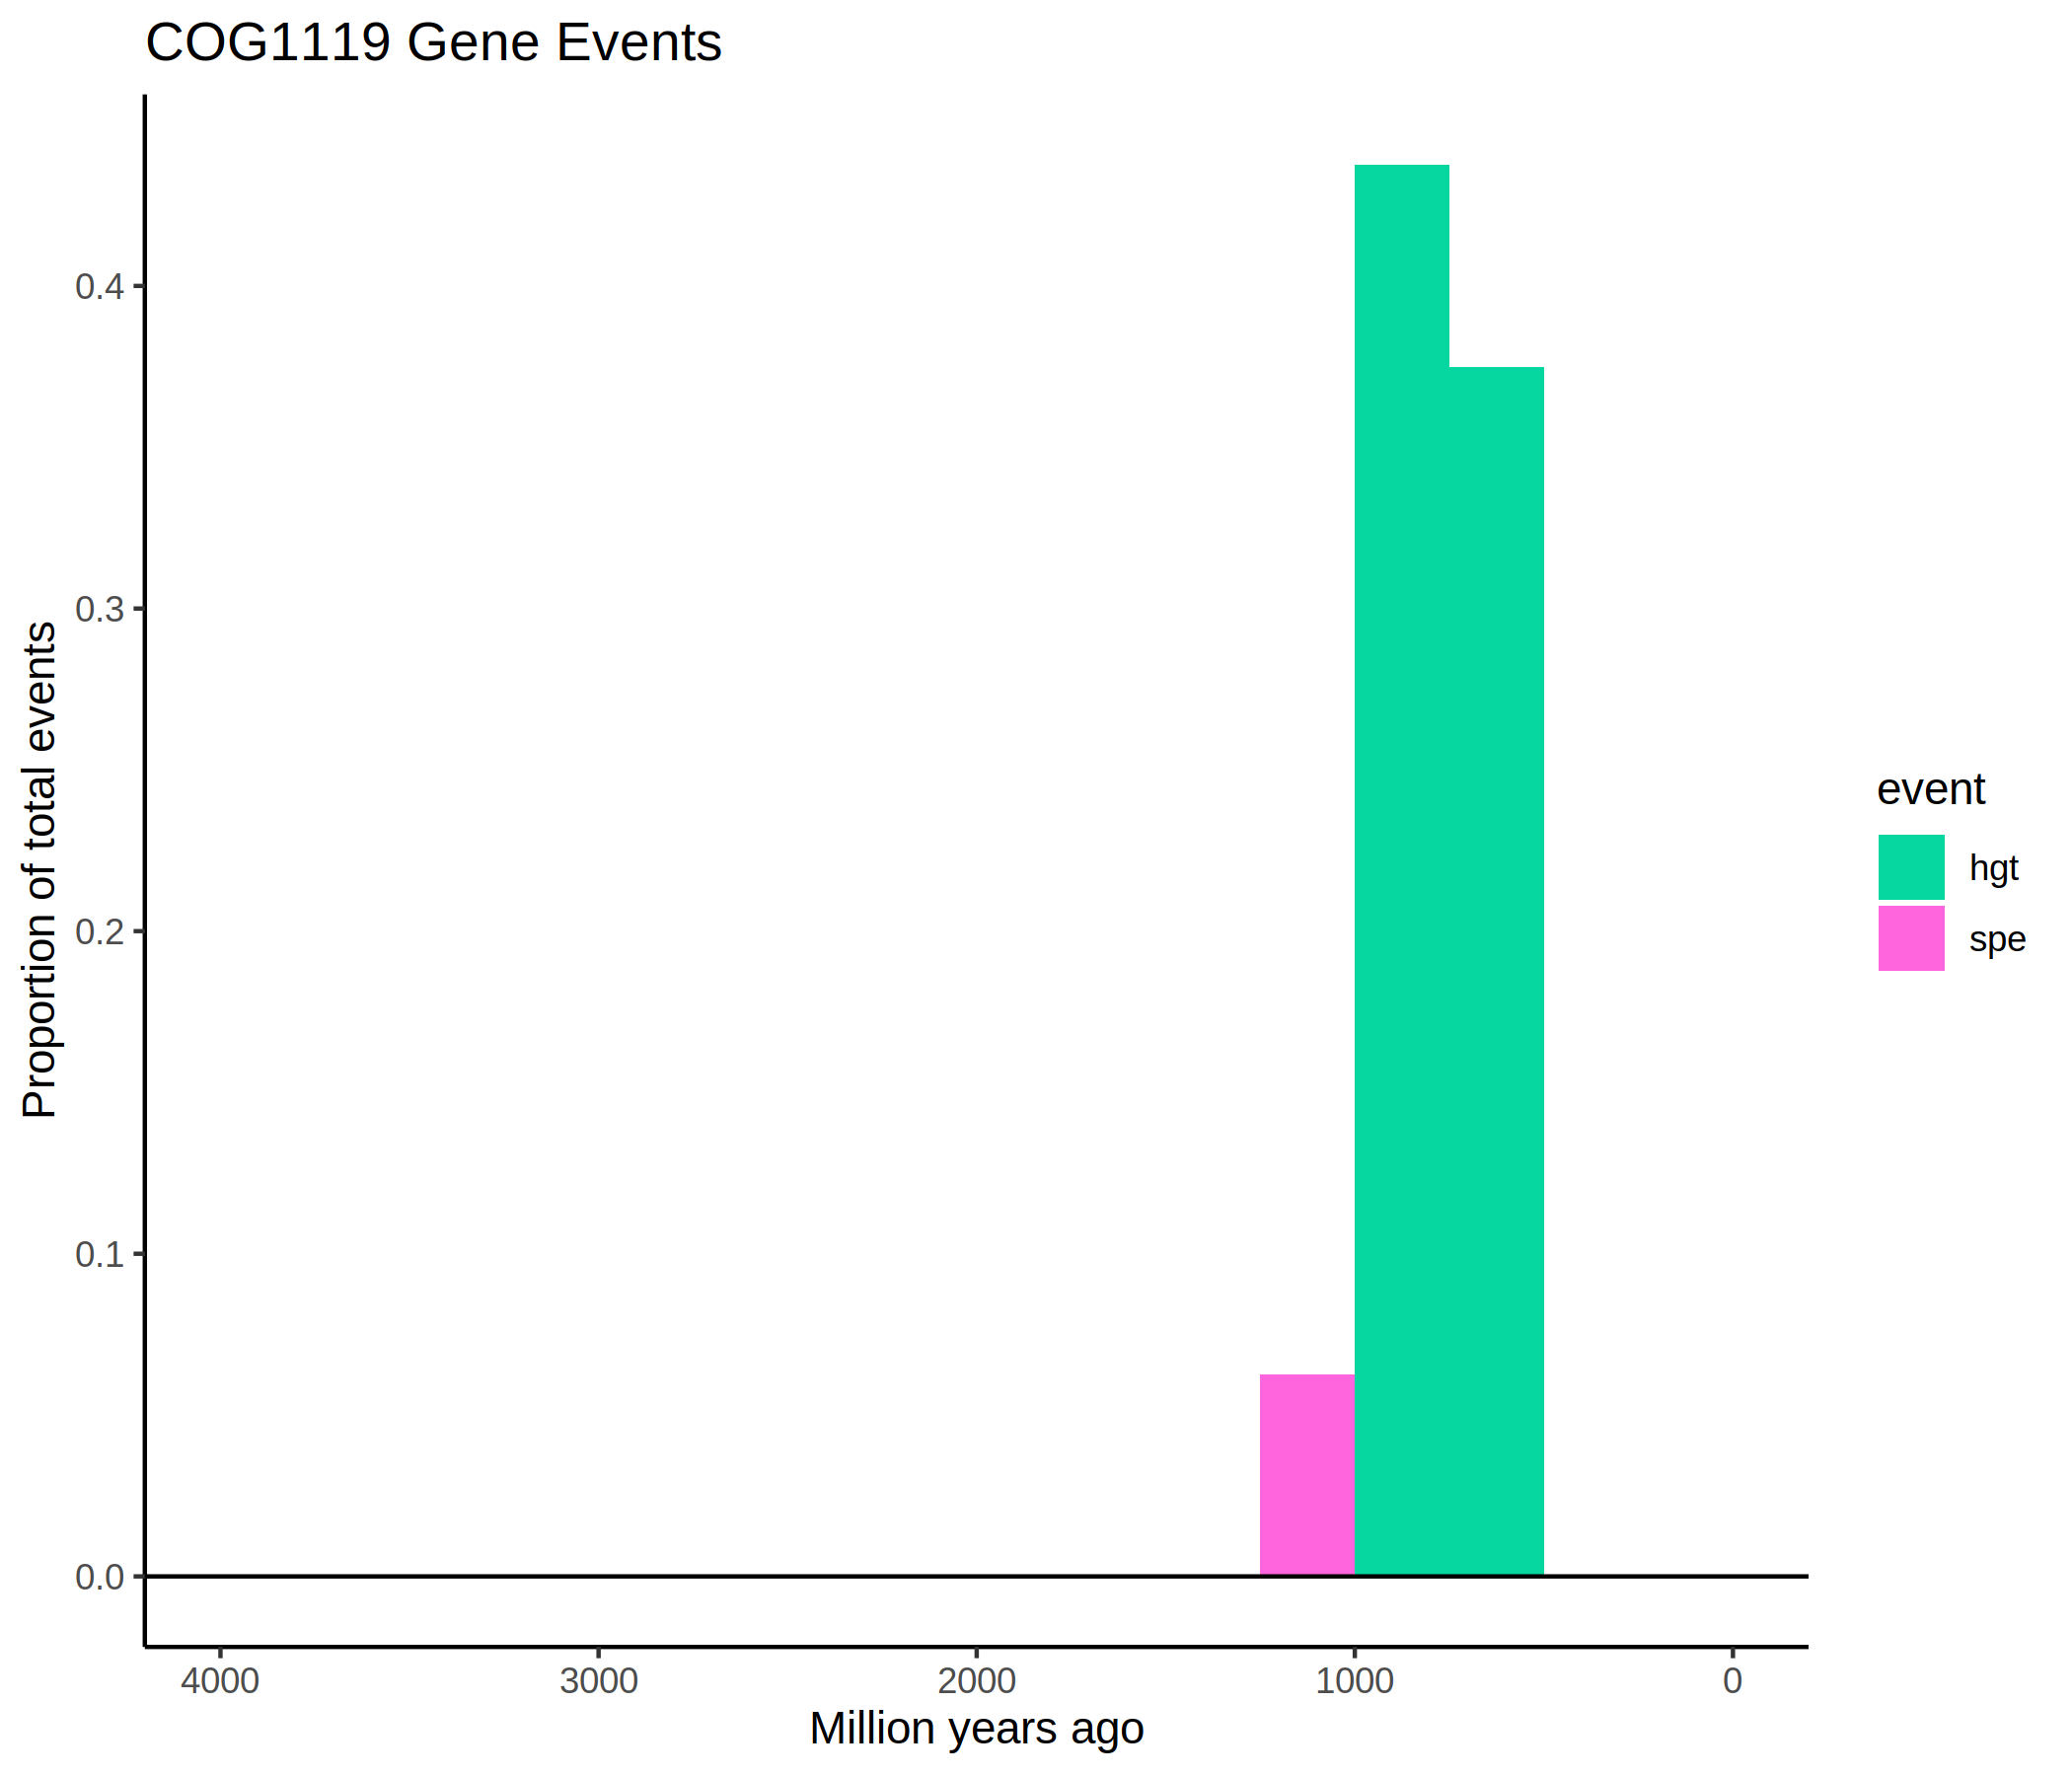 COG1119 Gene Events
Proportion of total events
0.4
0.3
0.2
0.1
0.0
4000 3000 2000 1000 0
Million years ago
event
hgt
spe